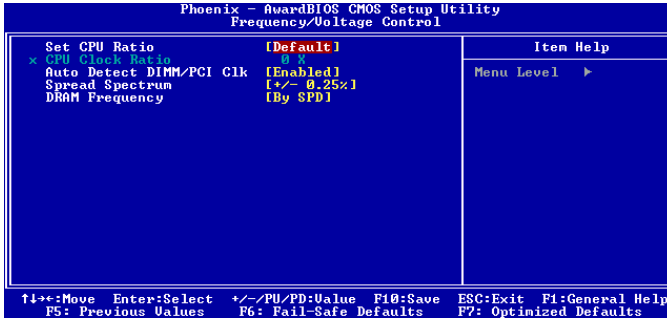 Phoenix - AwardBIOS CMOS Setup Utility
Frequency/Voltage Control
Set CPU Ratio [Default]
x CPU Clock Ratio 0 X
Auto Detect DIMM/PCI Clk [Enabled]
Spread Spectrum [+/- 0.25%]
DRAM Frequency [By SPD]
Item Help
Menu Level ►
↑↓→←:Move Enter:Select +/-/PU/PD:Value F10:Save ESC:Exit F1:General Help
F5: Previous Values F6: Fail-Safe Defaults F7: Optimized Defaults